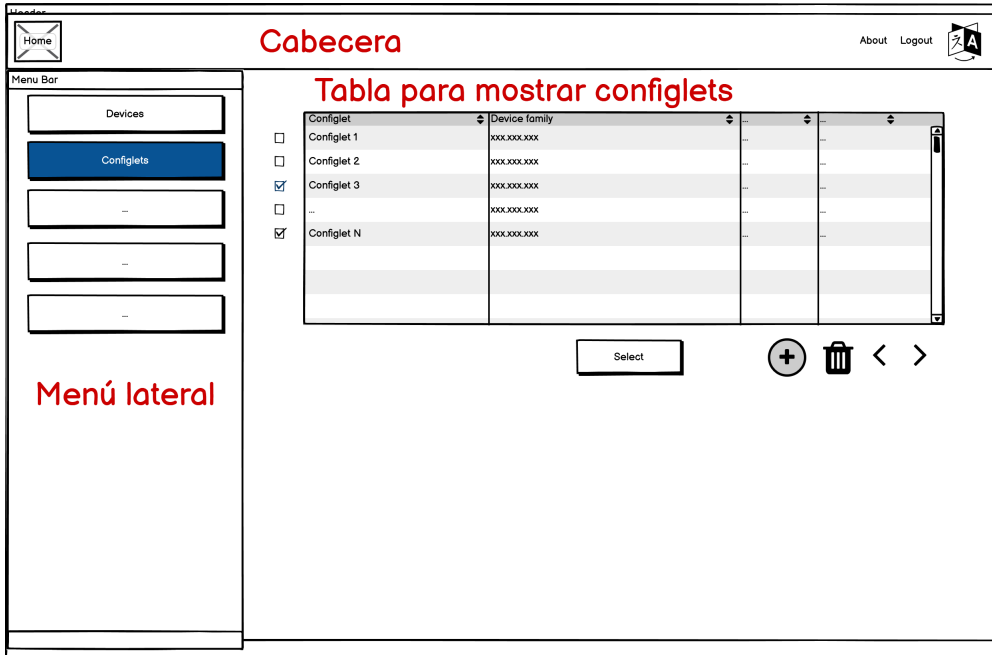 Header
Home
Cabecera
About Logout
Menu Bar
Tabla para mostrar configlets
Devices
Configlets
...
...
...
Menú lateral
Configlet Device family ... ...
Configlet 1 xxx.xxx.xxx ... ...
Configlet 2 xxx.xxx.xxx ... ...
Configlet 3 xxx.xxx.xxx ... ...
... xxx.xxx.xxx ... ...
Configlet N xxx.xxx.xxx ... ...
Select
A